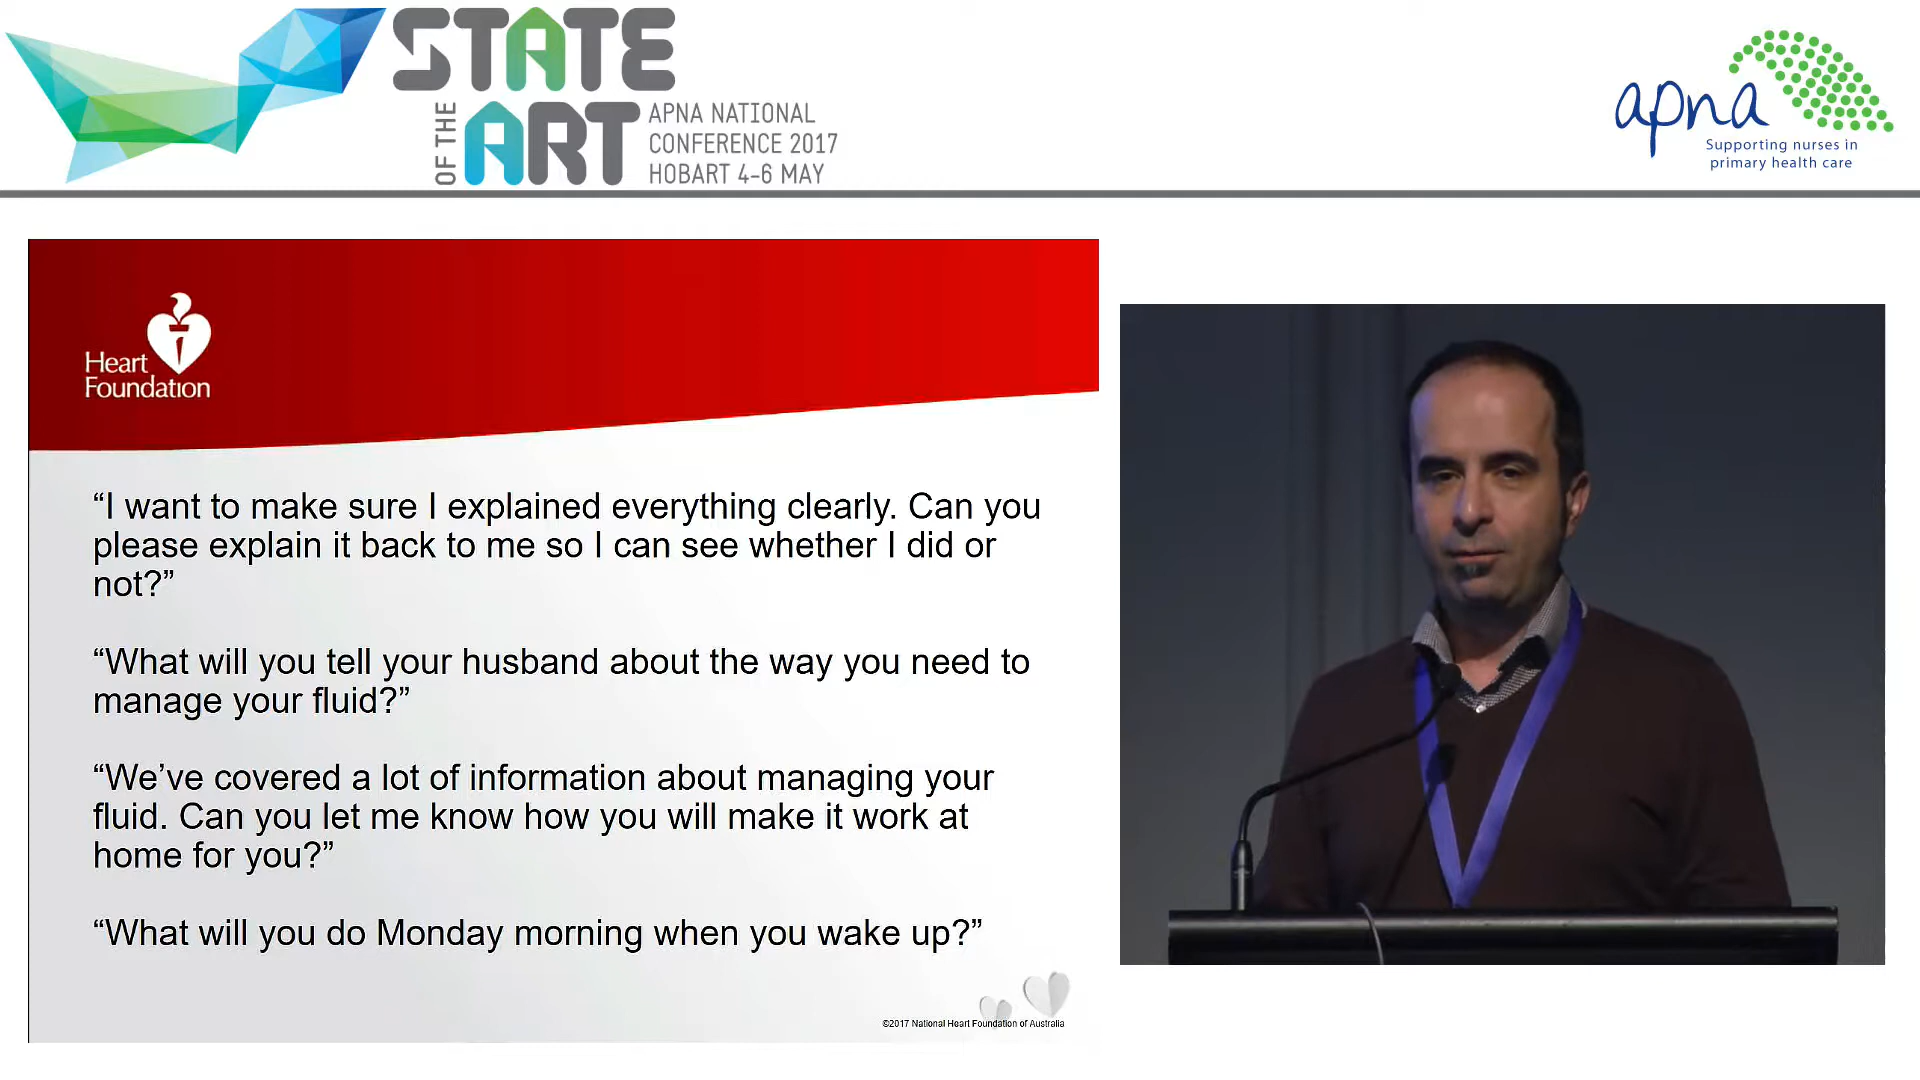 STATE
OF THE ART
APNA NATIONAL
CONFERENCE 2017
HOBART 4-6 MAY
apna
Supporting nurses in
primary health care
Heart
Foundation
“I want to make sure I explained everything clearly. Can you
please explain it back to me so I can see whether I did or
not?”
“What will you tell your husband about the way you need to
manage your fluid?”
“We’ve covered a lot of information about managing your
fluid. Can you let me know how you will make it work at
home for you?”
“What will you do Monday morning when you wake up?”
©2017 National Heart Foundation of Australia